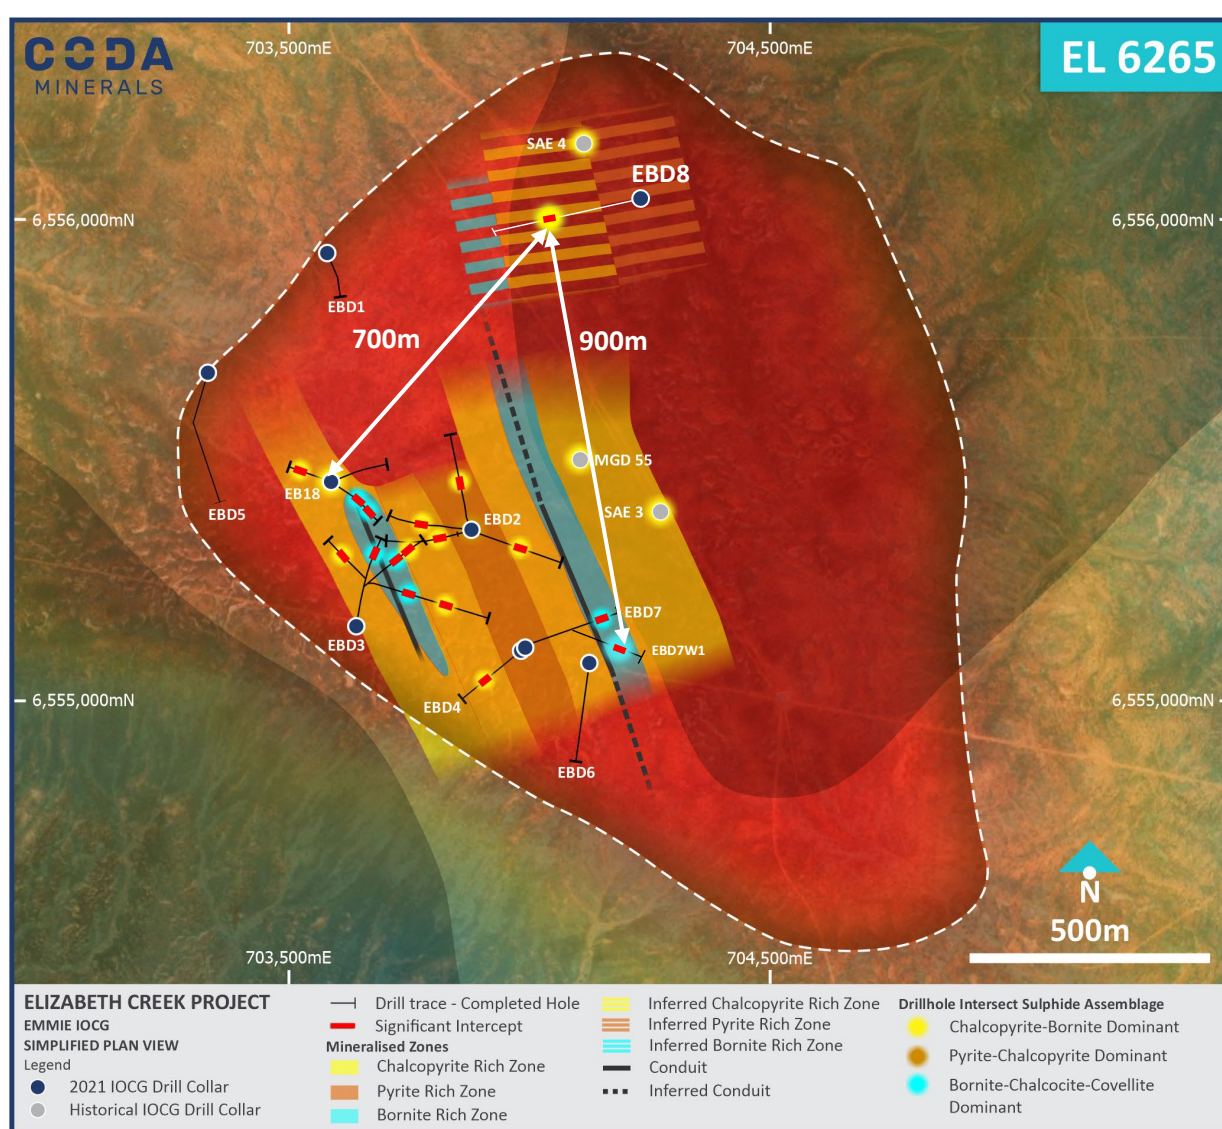 CODA
MINERALS
703,500mE
704,500mE
EL 6265
SAE 4
EBD8
6,556,000mN
6,556,000mN
EBD1
700m
900m
MGD 55
EB18
EBD5
EBD2
SAE 3
EBD3
EBD7
EBD7W1
EBD4
6,555,000mN
6,555,000mN
EBD6
N
500m
703,500mE
704,500mE
ELIZABETH CREEK PROJECT
EMMIE IOCG
SIMPLIFIED PLAN VIEW
Legend
2021 IOCG Drill Collar
Historical IOCG Drill Collar
Drill trace - Completed Hole
Significant Intercept
Mineralised Zones
Chalcopyrite Rich Zone
Pyrite Rich Zone
Bornite Rich Zone
Inferred Chalcopyrite Rich Zone
Inferred Pyrite Rich Zone
Inferred Bornite Rich Zone
Conduit
Inferred Conduit
Drillhole Intersect Sulphide Assemblage
Chalcopyrite-Bornite Dominant
Pyrite-Chalcopyrite Dominant
Bornite-Chalcocite-Covellite
Dominant